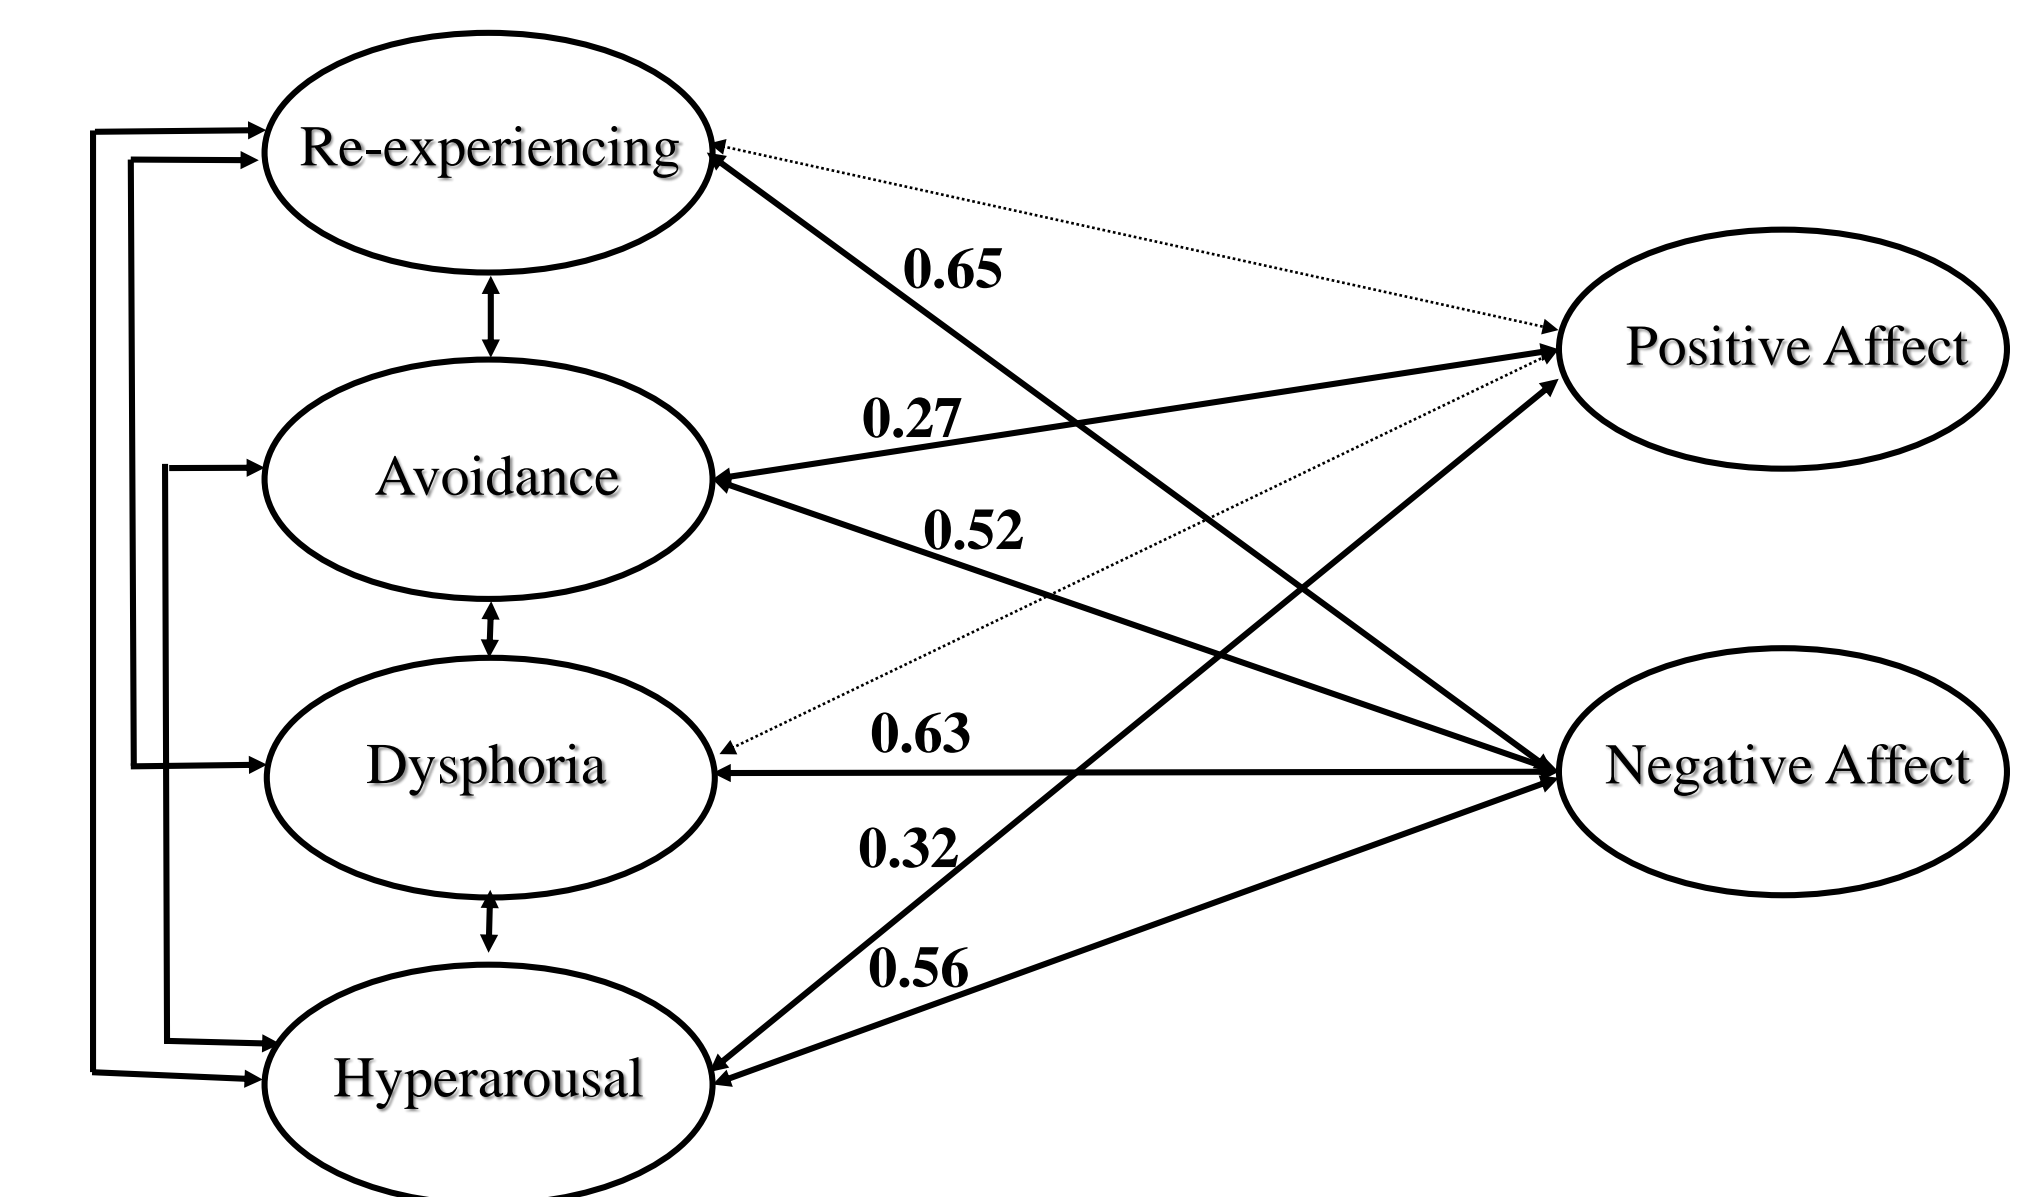 Re-experiencing
0.65
Positive Affect
0.27
Avoidance
0.52
0.63
Dysphoria
Negative Affect
0.32
0.56
Hyperarousal